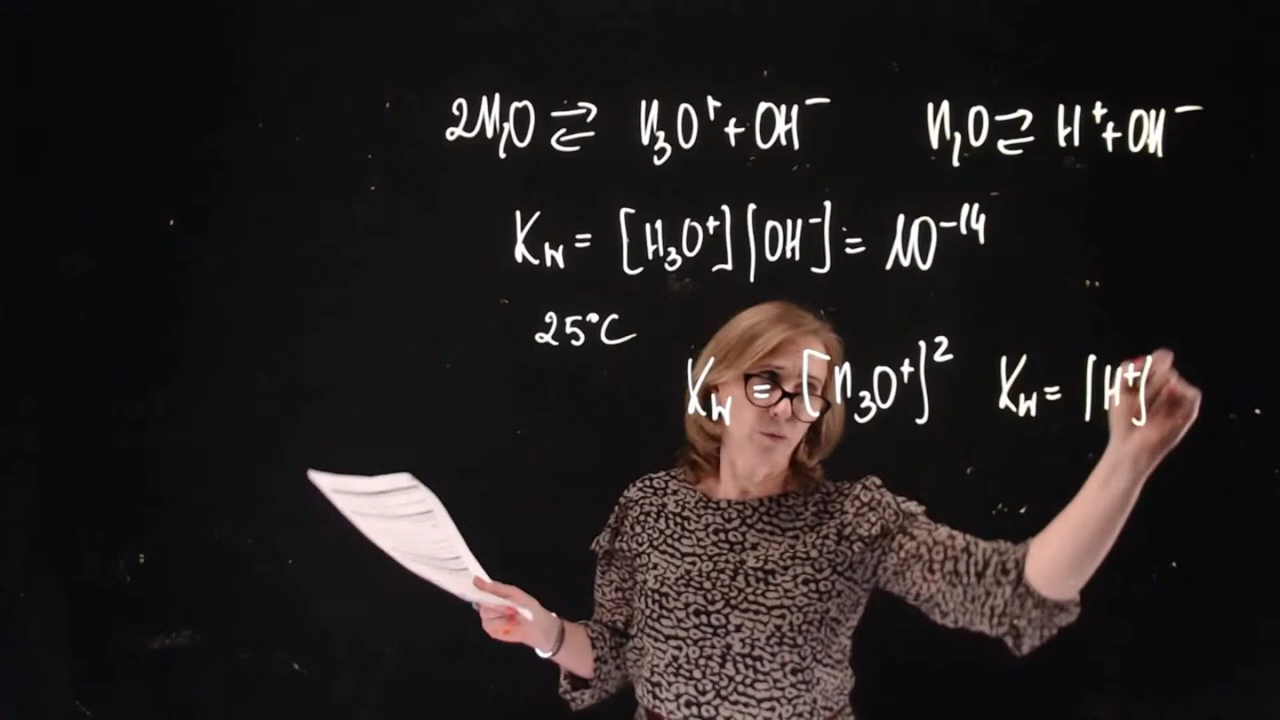 2H₂O ⇌ H₃O⁺ + OH⁻ H₂O ⇌ H⁺ + OH⁻
Kw = [H₃O⁺][OH⁻] = 10⁻¹⁴
25°C
Kw = [H₃O⁺]² Kw = [H⁺]